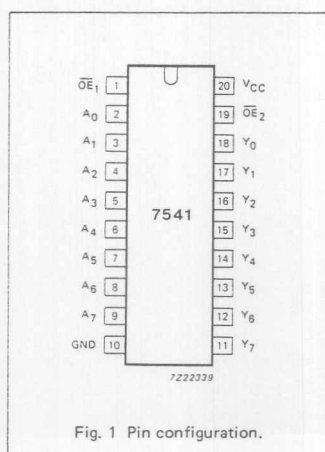 OE1 1 20 VCC
A0 2 19 OE2
A1 3 18 Y0
A2 4 17 Y1
A3 5 16 Y2
7541
A4 6 15 Y3
A5 7 14 Y4
A6 8 13 Y5
A7 9 12 Y6
GND 10 11 Y7
7Z22339
Fig. 1 Pin configuration.